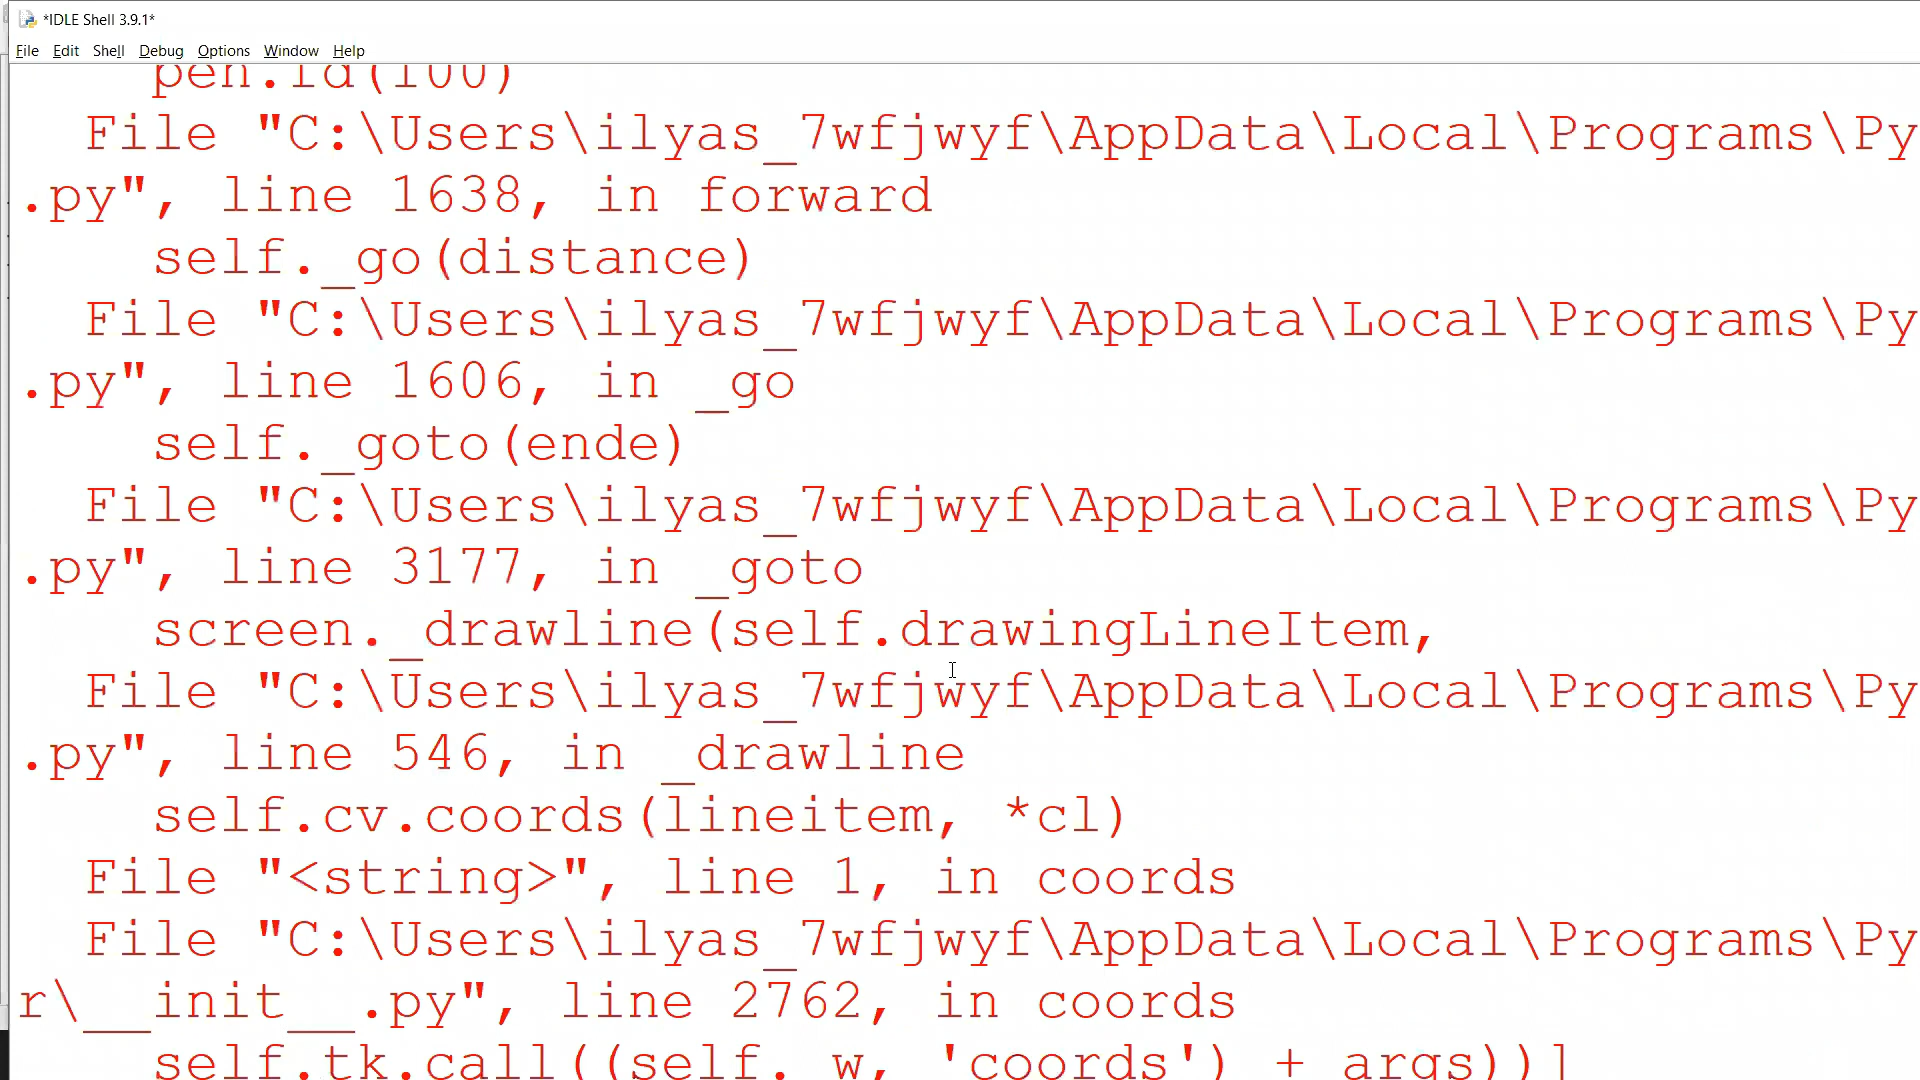 *IDLE Shell 3.9.1*
File Edit Shell Debug Options Window Help
pen.fd(100)
File "C:\Users\ilyas_7wfjwyf\AppData\Local\Programs\Py
.py", line 1638, in forward
self._go(distance)
File "C:\Users\ilyas_7wfjwyf\AppData\Local\Programs\Py
.py", line 1606, in _go
self._goto(ende)
File "C:\Users\ilyas_7wfjwyf\AppData\Local\Programs\Py
.py", line 3177, in _goto
screen._drawline(self.drawingLineItem,
File "C:\Users\ilyas_7wfjwyf\AppData\Local\Programs\Py
.py", line 546, in _drawline
self.cv.coords(lineitem, *cl)
File "<string>", line 1, in coords
File "C:\Users\ilyas_7wfjwyf\AppData\Local\Programs\Py
r\__init__.py", line 2762, in coords
self.tk.call((self._w, 'coords') + args))]